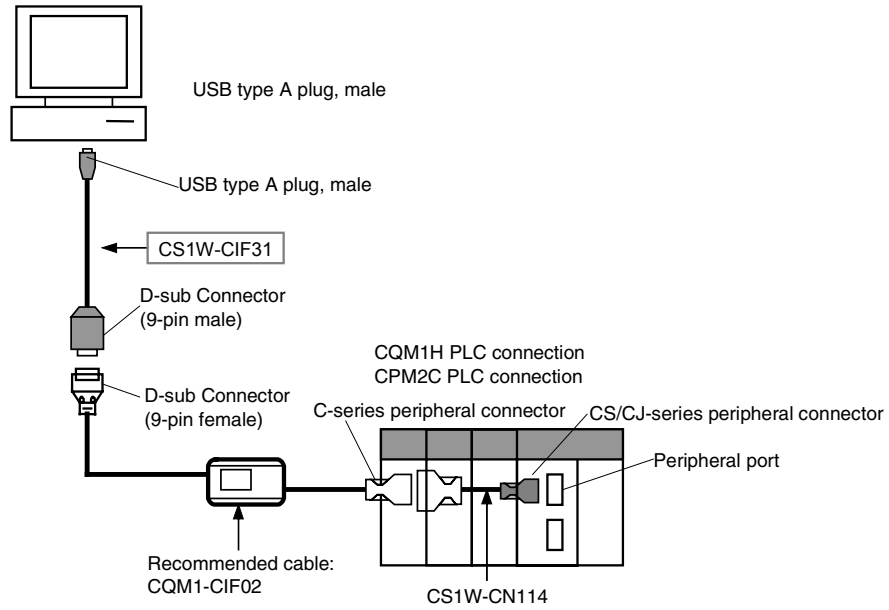 USB type A plug, male
USB type A plug, male
CS1W-CIF31
D-sub Connector
(9-pin male)
CQM1H PLC connection
CPM2C PLC connection
D-sub Connector
(9-pin female)
C-series peripheral connector
CS/CJ-series peripheral connector
Peripheral port
Recommended cable:
CQM1-CIF02
CS1W-CN114